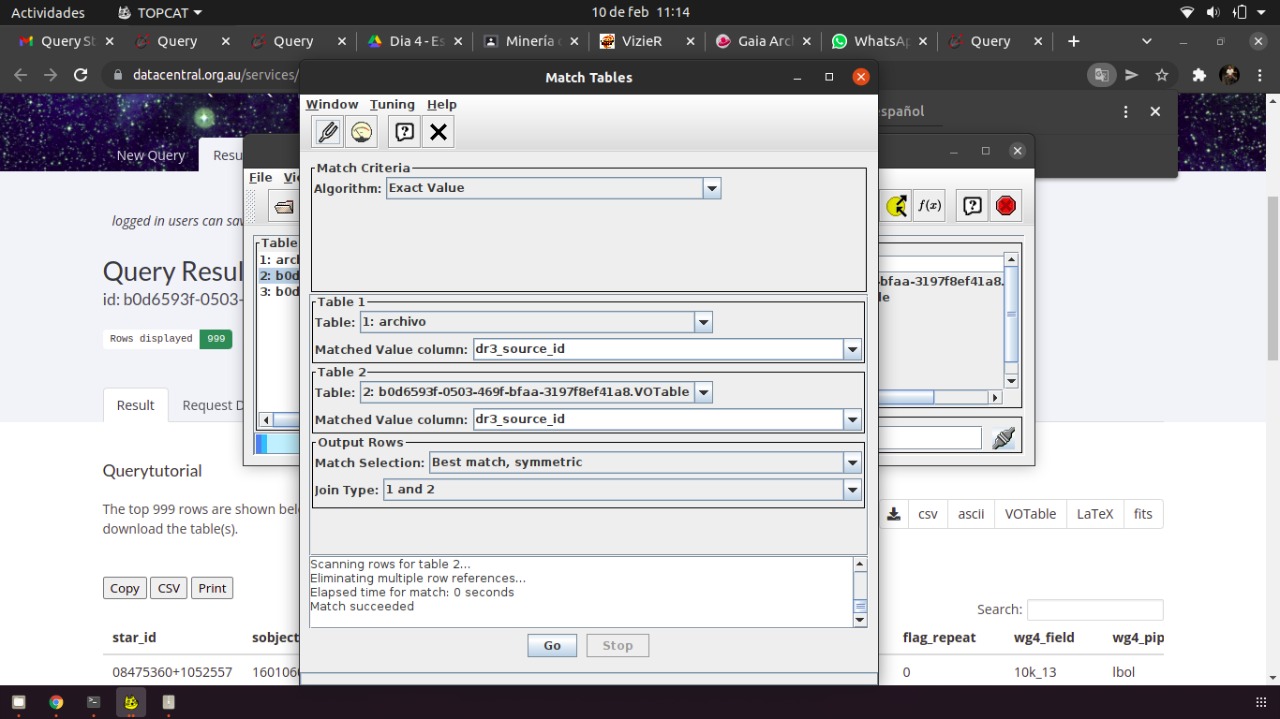 Actividades
TOPCAT
10 de feb 11:14
Query St
Query
Query
Dia 4 - Es
Minería
VizieR
Gaia Arc
WhatsAp
Query
datacentral.org.au/services/
español
Match Tables
Window Tuning Help
New Query
Resu
Match Criteria
Algorithm: Exact Value
File Vi
f(x)
logged in users can sav
Table
1: arch
2: b0d
3: b0d
-bfaa-3197f8ef41a8.
le
Query Resul
id: b0d6593f-0503-
Rows displayed 999
Table 1
Table: 1: archivo
Matched Value column: dr3_source_id
Table 2
Table: 2: b0d6593f-0503-469f-bfaa-3197f8ef41a8.VOTable
Matched Value column: dr3_source_id
Result
Request D
Output Rows
Match Selection: Best match, symmetric
Join Type: 1 and 2
Querytutorial
The top 999 rows are shown bel
download the table(s).
csv
ascii
VOTable
LaTeX
fits
Scanning rows for table 2...
Eliminating multiple row references...
Elapsed time for match: 0 seconds
Match succeeded
Copy
CSV
Print
Search:
Go
Stop
star_id sobject flag_repeat wg4_field wg4_pip
08475360+1052557 160106 0 10k_13 lbol